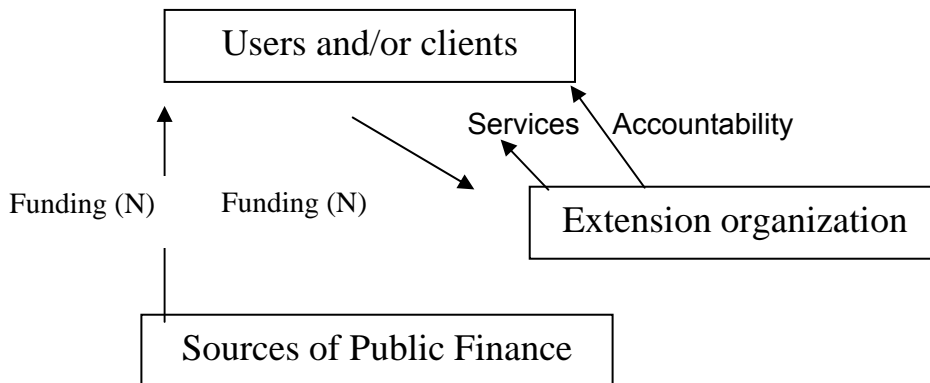 Users and/or clients
Services Accountability
Funding (N) Funding (N)
Extension organization
Sources of Public Finance